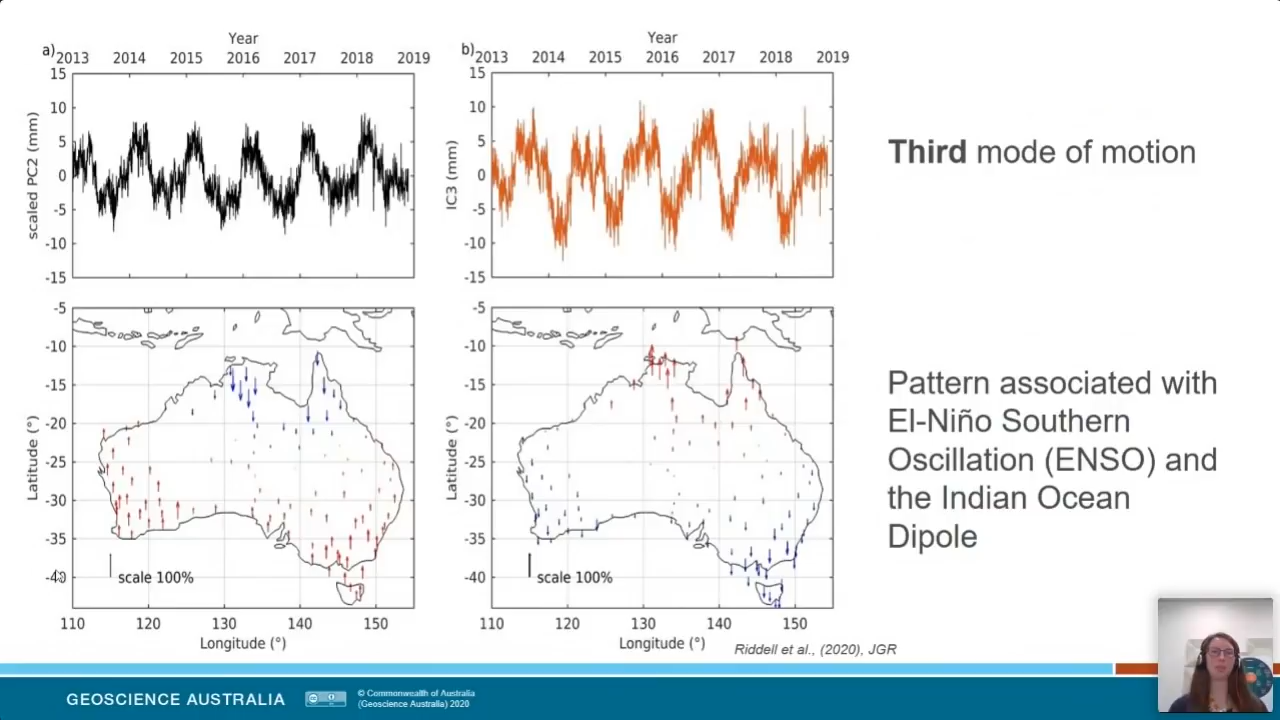 a)
Year
2013 2014 2015 2016 2017 2018 2019
15
10
5
0
-5
-10
-15
scaled PC2 (mm)
b)
Year
2013 2014 2015 2016 2017 2018 2019
15
10
5
0
-5
-10
-15
IC3 (mm)
Third mode of motion
-5
-10
-15
-20
-25
-30
-35
-40
Latitude (°)
scale 100%
110 120 130 140 150
Longitude (°)
-5
-10
-15
-20
-25
-30
-35
-40
Latitude (°)
scale 100%
110 120 130 140 150
Longitude (°)
Pattern associated with
El-Niño Southern
Oscillation (ENSO) and
the Indian Ocean
Dipole
Riddell et al., (2020), JGR
GEOSCIENCE AUSTRALIA
© Commonwealth of Australia
(Geoscience Australia) 2020